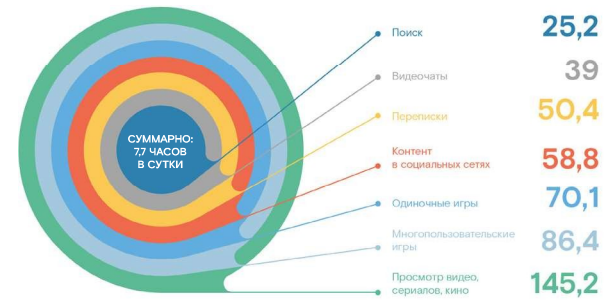 СУММАРНО:
7,7 ЧАСОВ
В СУТКИ
Поиск 25,2
Видеочаты 39
Переписки 50,4
Контент
в социальных сетях 58,8
Одиночные игры 70,1
Многопользовательские
игры 86,4
Просмотр видео,
сериалов, кино 145,2